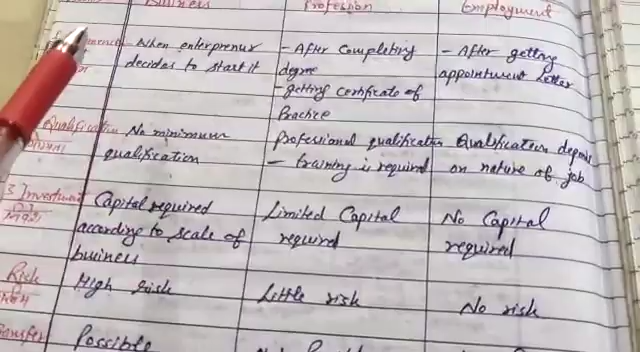 Business Profession Employment
When enterprenur - After Completing - After getting
decides to start it degree appointment letter
- getting certificate of
Practice
Qualification No minimum Professional qualification Qualification depends
qualification - training is required on nature of job
3 Investment Capital required Limited Capital No Capital
according to scale of required required
business
Risk High risk Little risk No risk
Possible